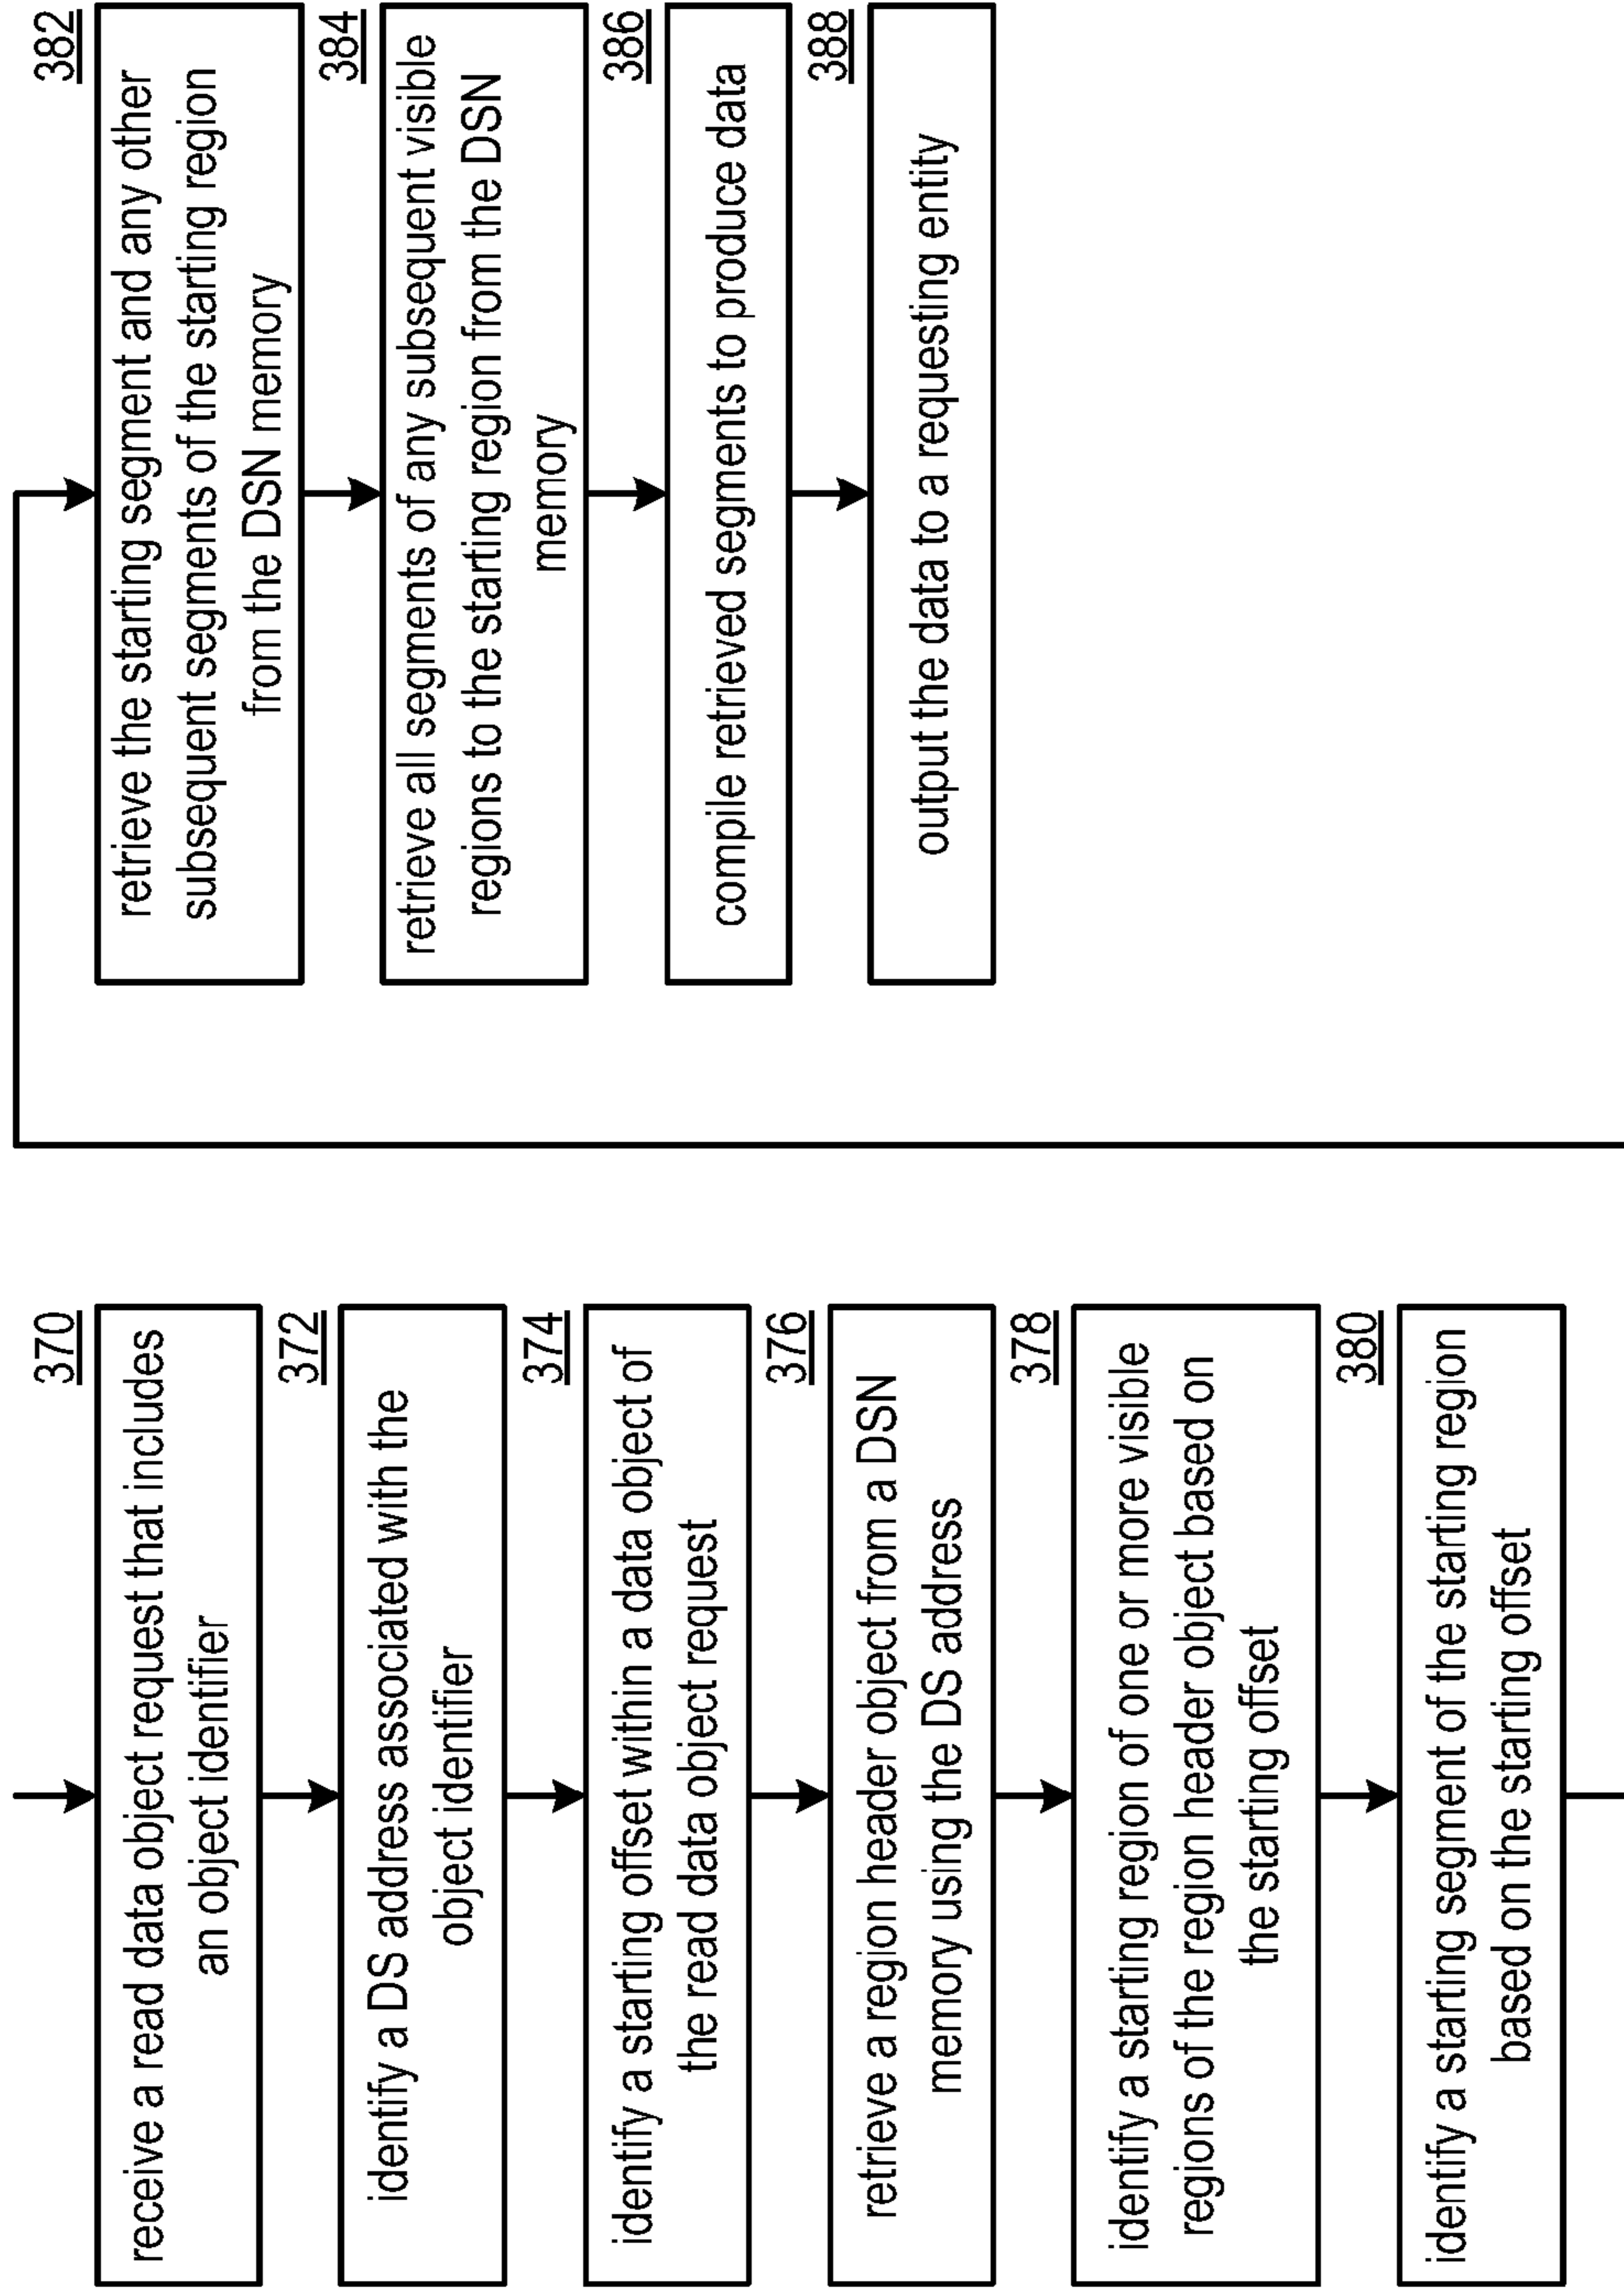 370
receive a read data object request that includes
an object identifier
372
identify a DS address associated with the
object identifier
374
identify a starting offset within a data object of
the read data object request
376
retrieve a region header object from a DSN
memory using the DS address
378
identify a starting region of one or more visible
regions of the region header object based on
the starting offset
380
identify a starting segment of the starting region
based on the starting offset
382
retrieve the starting segment and any other
subsequent segments of the starting region
from the DSN memory
384
retrieve all segments of any subsequent visible
regions to the starting region from the DSN
memory
386
compile retrieved segments to produce data
388
output the data to a requesting entity